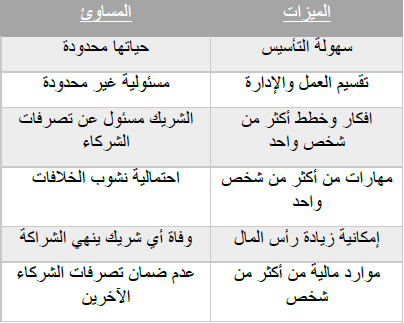 الميزات المساوئ
سهولة التأسيس حياتها محدودة
تقسيم العمل والإدارة مسئولية غير محدودة
افكار وخطط أكثر من الشريك مسئول عن تصرفات
شخص واحد الشركاء
مهارات من أكثر من شخص احتمالية نشوب الخلافات
واحد
إمكانية زيادة رأس المال وفاة أي شريك ينهي الشراكة
موارد مالية من أكثر من عدم ضمان تصرفات الشركاء
شخص الآخرين